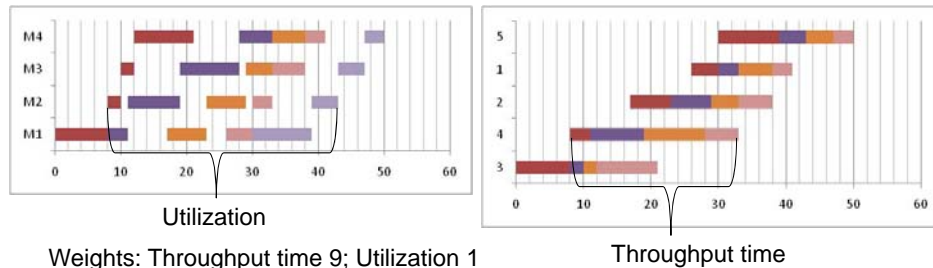 M4
M3
M2
M1
0 10 20 30 40 50 60
Utilization
5
1
2
4
3
0 10 20 30 40 50 60
Throughput time
Weights: Throughput time 9; Utilization 1